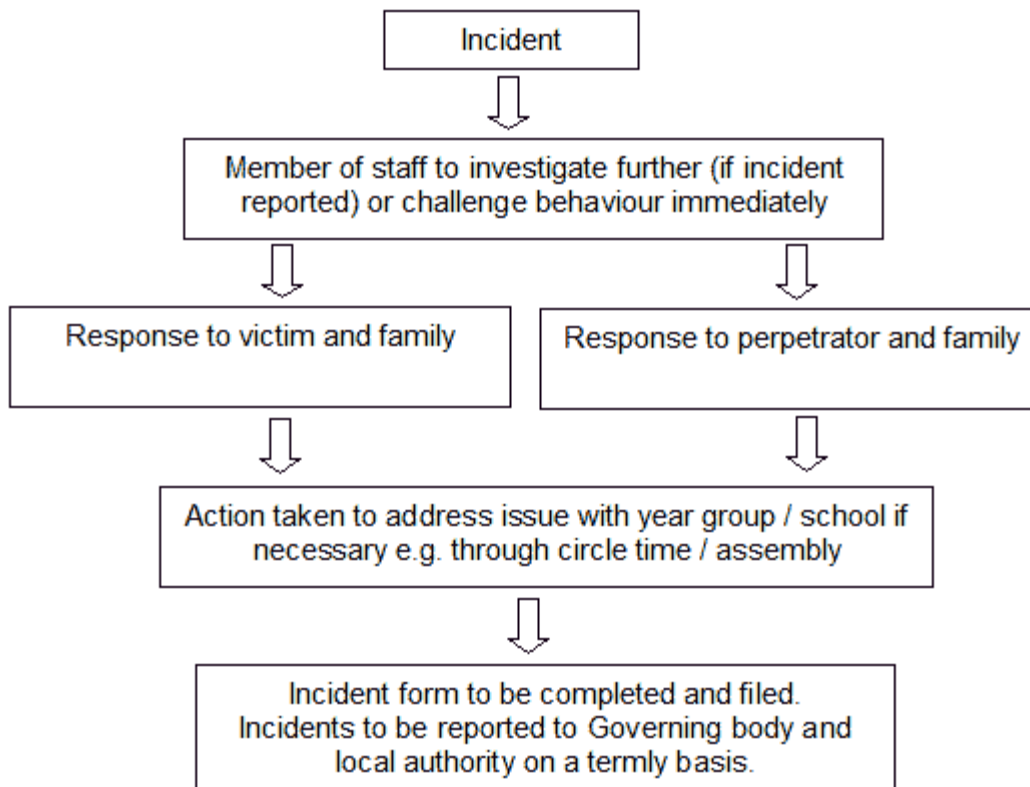 Incident
Member of staff to investigate further (if incident
reported) or challenge behaviour immediately
Response to victim and family
Response to perpetrator and family
Action taken to address issue with year group / school if
necessary e.g. through circle time / assembly
Incident form to be completed and filed.
Incidents to be reported to Governing body and
local authority on a termly basis.